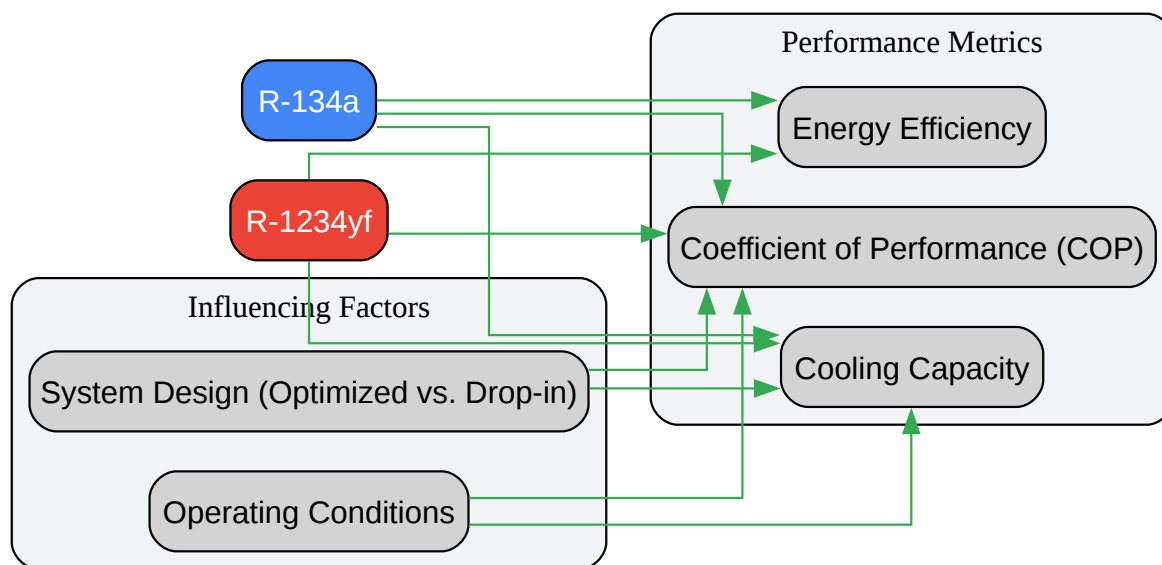 Performance Metrics
R-134a
Energy Efficiency
R-1234yf
Coefficient of Performance (COP)
Influencing Factors
Cooling Capacity
System Design (Optimized vs. Drop-in)
Operating Conditions